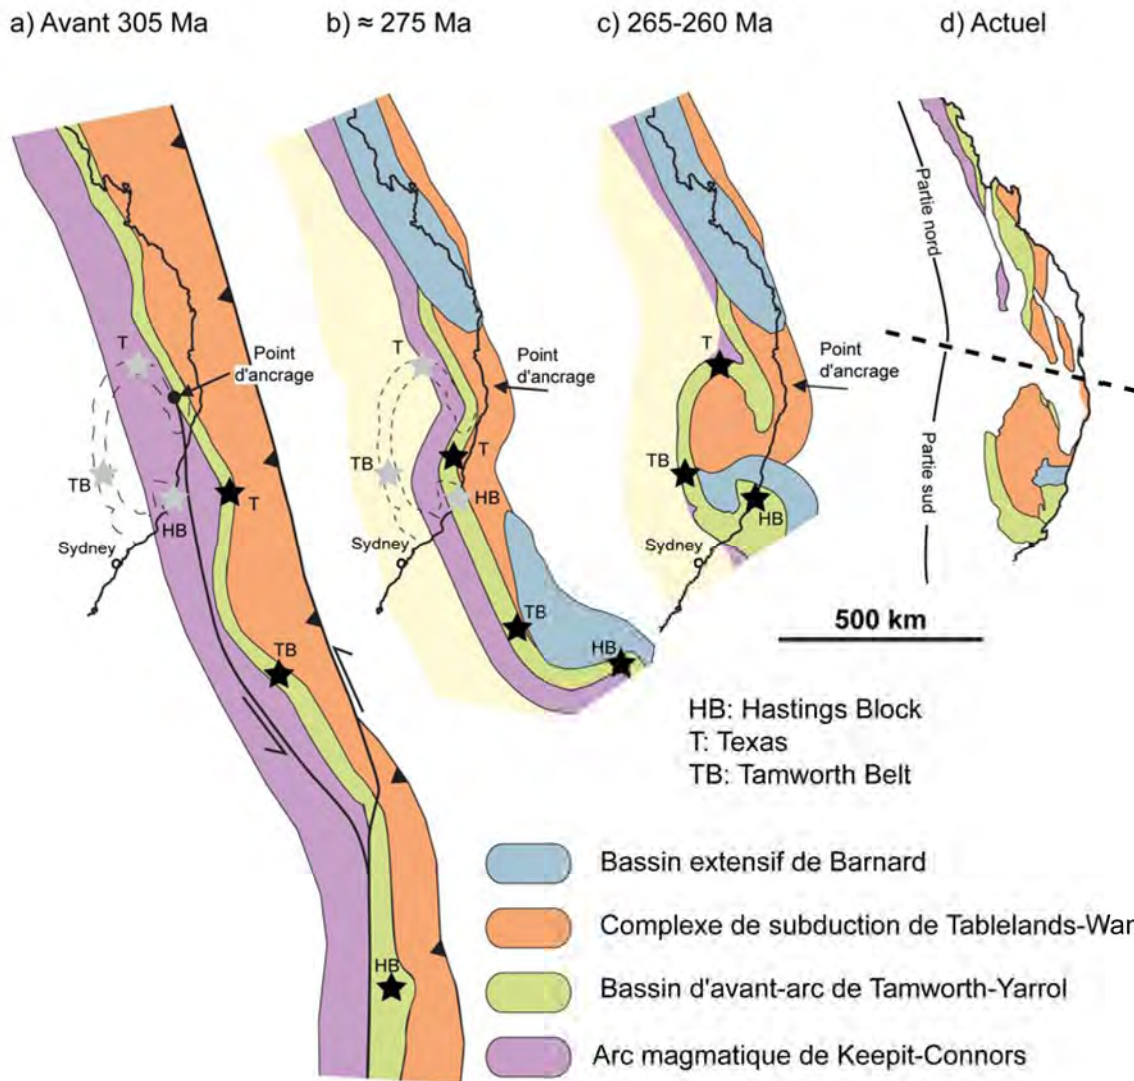 a) Avant 305 Ma
b) ≈ 275 Ma
c) 265-260 Ma
d) Actuel
T
Point
d'ancrage
TB
HB
T
Sydney
TB
HB
T
Point
d'ancrage
T
TB
HB
Sydney
TB
HB
T
Point
d'ancrage
TB
HB
Sydney
Partie nord
Partie sud
500 km
HB: Hastings Block
T: Texas
TB: Tamworth Belt
Bassin extensif de Barnard
Complexe de subduction de Tablelands-War
Bassin d'avant-arc de Tamworth-Yarrol
Arc magmatique de Keepit-Connors